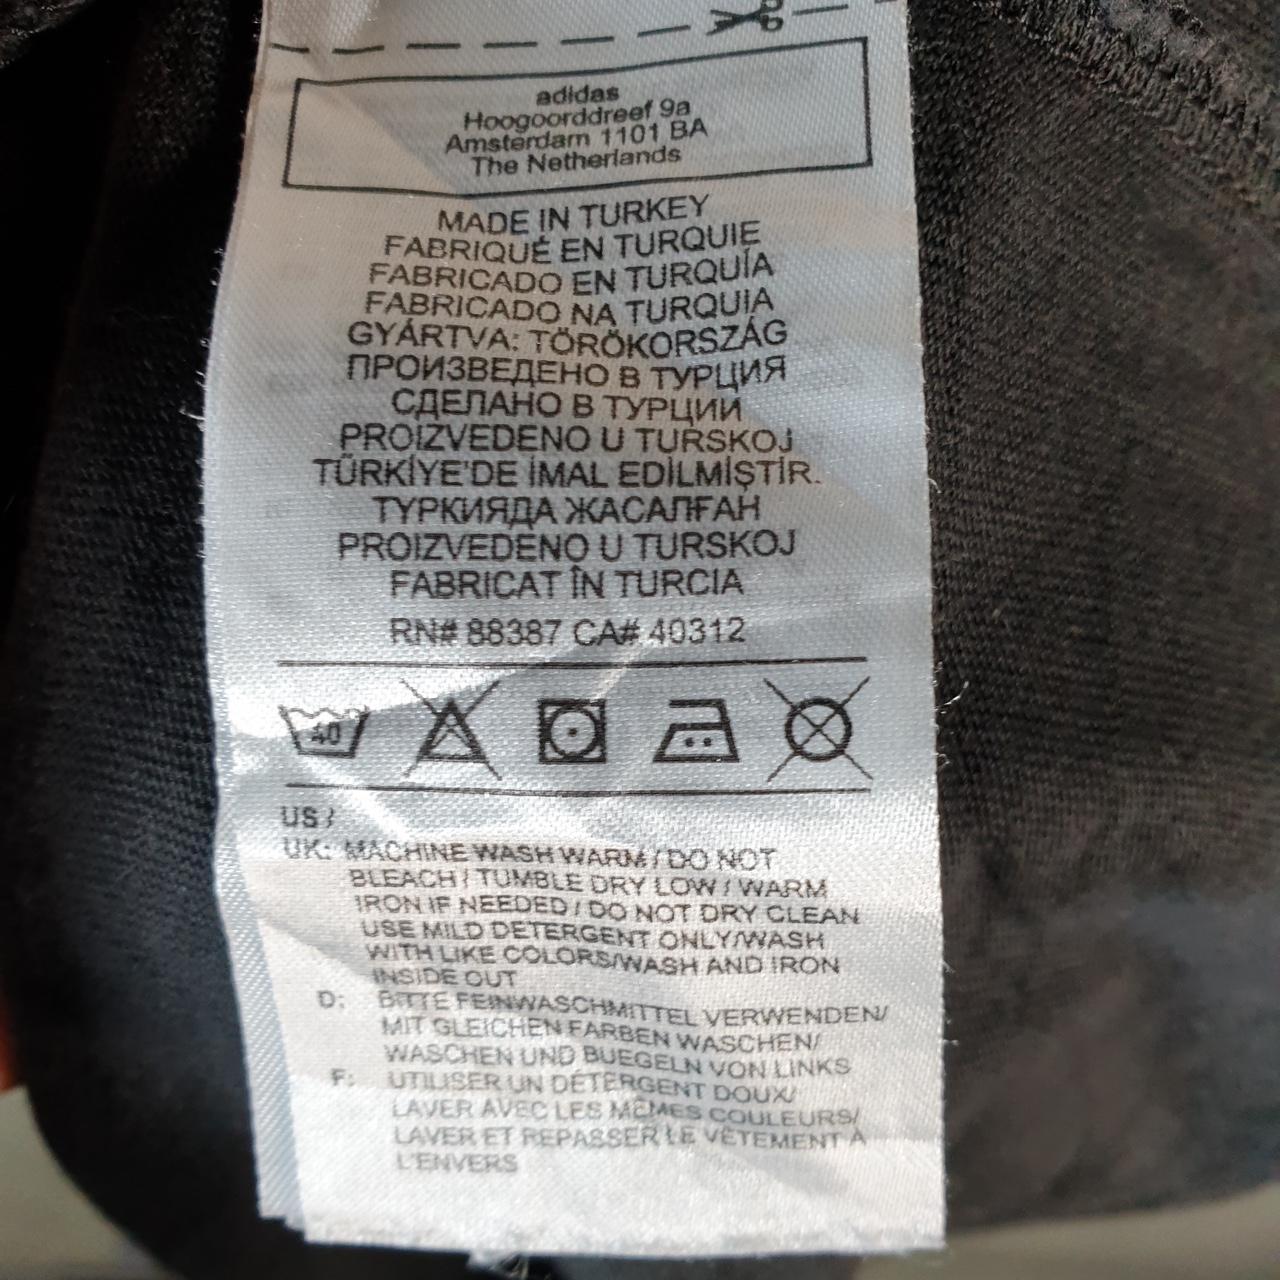 adidas
Hoogoorddreef 9a
Amsterdam 1101 BA
The Netherlands
MADE IN TURKEY
FABRIQUÉ EN TURQUIE
FABRICADO EN TURQUÍA
FABRICADO NA TURQUIA
GYÁRTVA: TÖRÖKORSZÁG
ПРОИЗВЕДЕНО В ТУРЦИЯ
СДЕЛАНО В ТУРЦИИ
PROIZVEDENO U TURSKOJ
TÜRKİYE'DE İMAL EDİLMİŞTİR.
ТҮРКИЯДА ЖАСАЛҒАН
PROIZVEDENO U TURSKOJ
FABRICAT ÎN TURCIA
RN# 88387 CA# 40312
40
US /
UK: MACHINE WASH WARM / DO NOT
BLEACH / TUMBLE DRY LOW / WARM
IRON IF NEEDED / DO NOT DRY CLEAN
USE MILD DETERGENT ONLY/WASH
WITH LIKE COLORS/WASH AND IRON
INSIDE OUT
D: BITTE FEINWASCHMITTEL VERWENDEN/
MIT GLEICHEN FARBEN WASCHEN/
WASCHEN UND BUEGELN VON LINKS
F: UTILISER UN DÉTERGENT DOUX/
LAVER AVEC LES MÊMES COULEURS/
LAVER ET REPASSER LE VÊTEMENT À
L'ENVERS